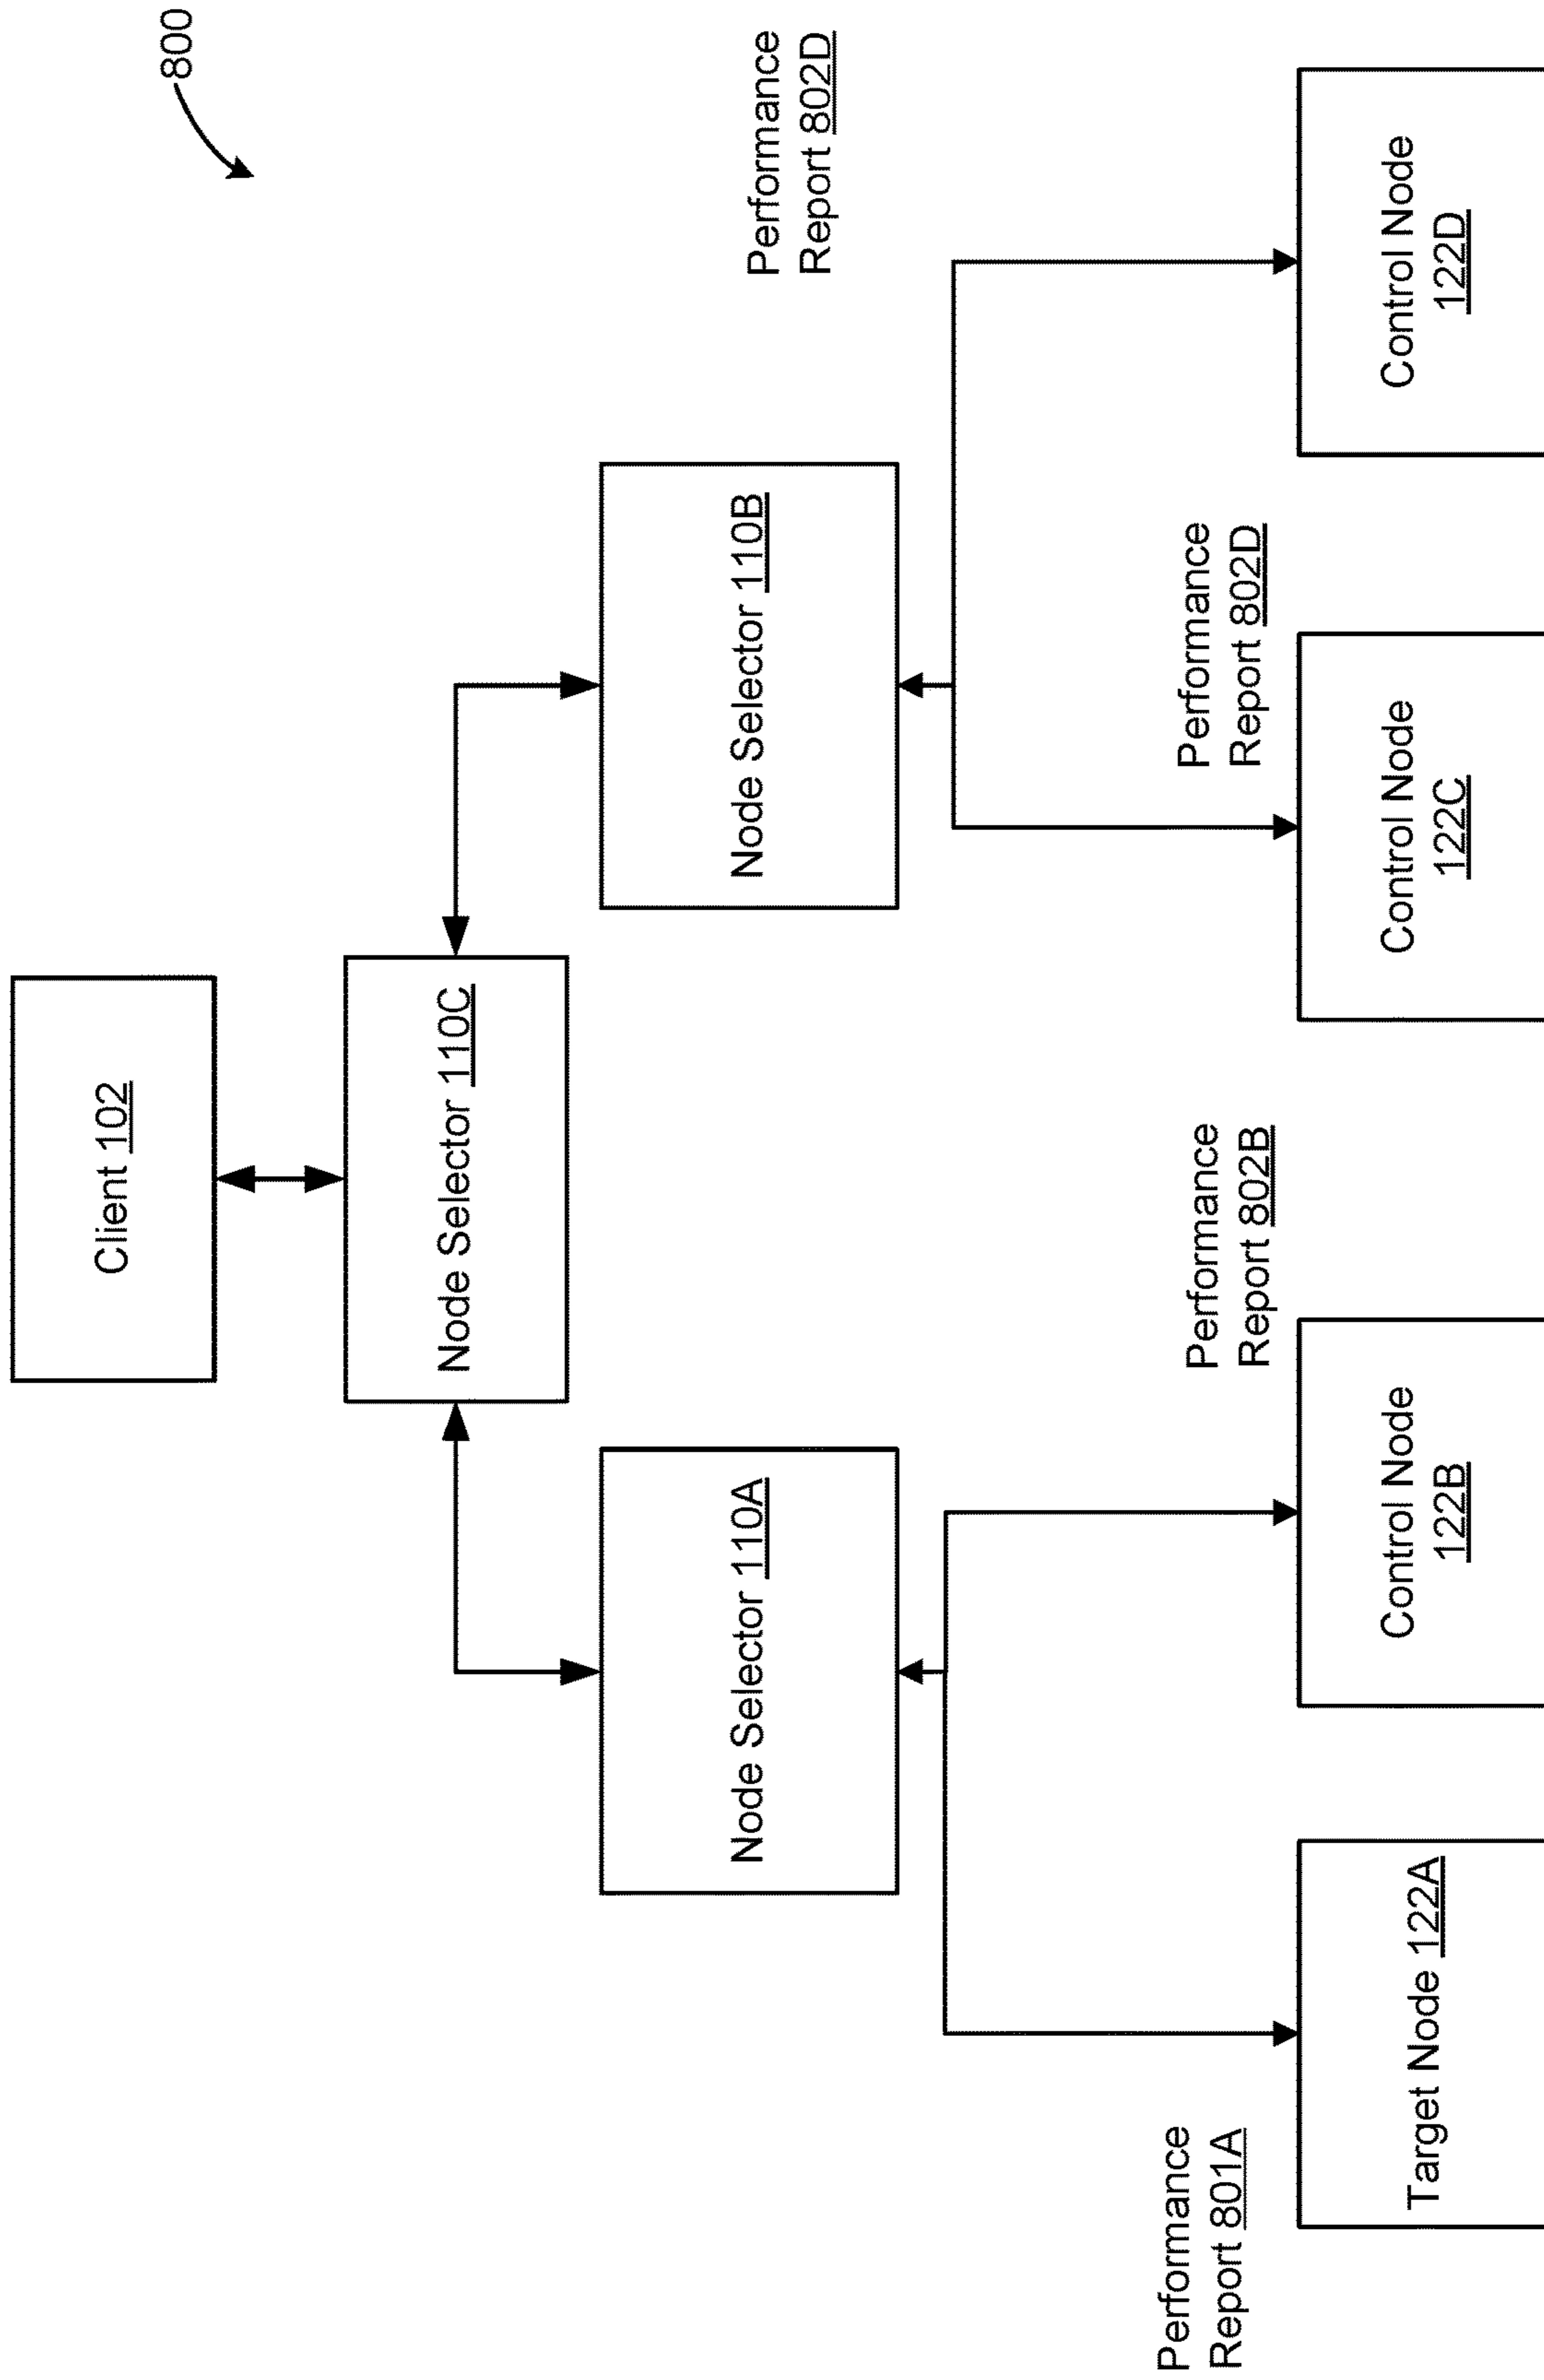 800
Client 102
Node Selector 110C
Node Selector 110A
Node Selector 110B
Performance
Report 801A
Performance
Report 802B
Performance
Report 802D
Performance
Report 802D
Target Node 122A
Control Node
122B
Control Node
122C
Control Node
122D